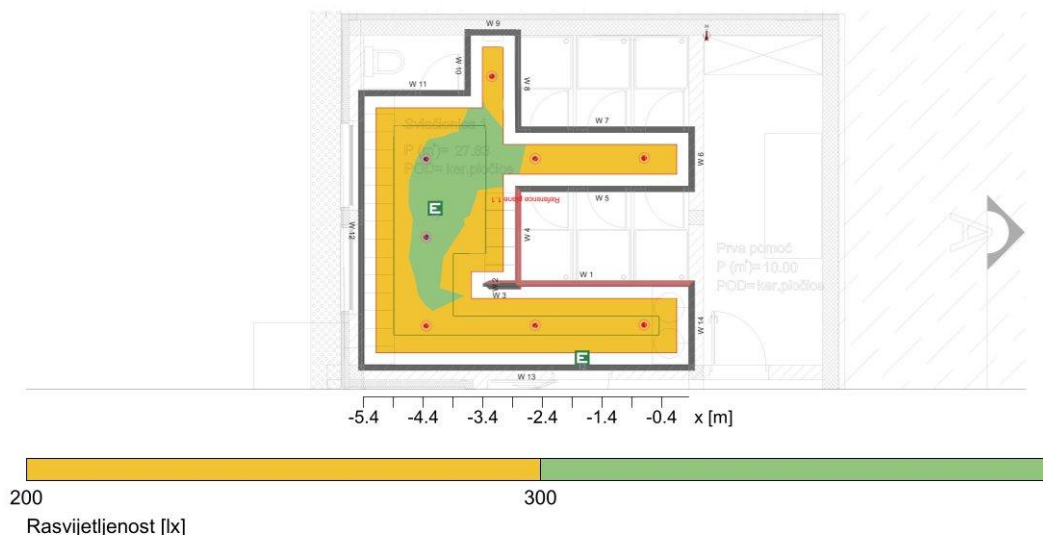 W 9
W 10
W 8
W 11
W 7
Svlačionica 1
P (m²)= 27.83
POD= ker.pločice
W 6
E
Reference plane 1.1
W 5
W 12
W 4
Prva pomoč
P (m²)=10.00
POD=ker.pločice
A
W 1
W 2
W 3
W 14
E
W 13
-5.4 -4.4 -3.4 -2.4 -1.4 -0.4 x [m]
200 300
Rasvijetljenost [lx]